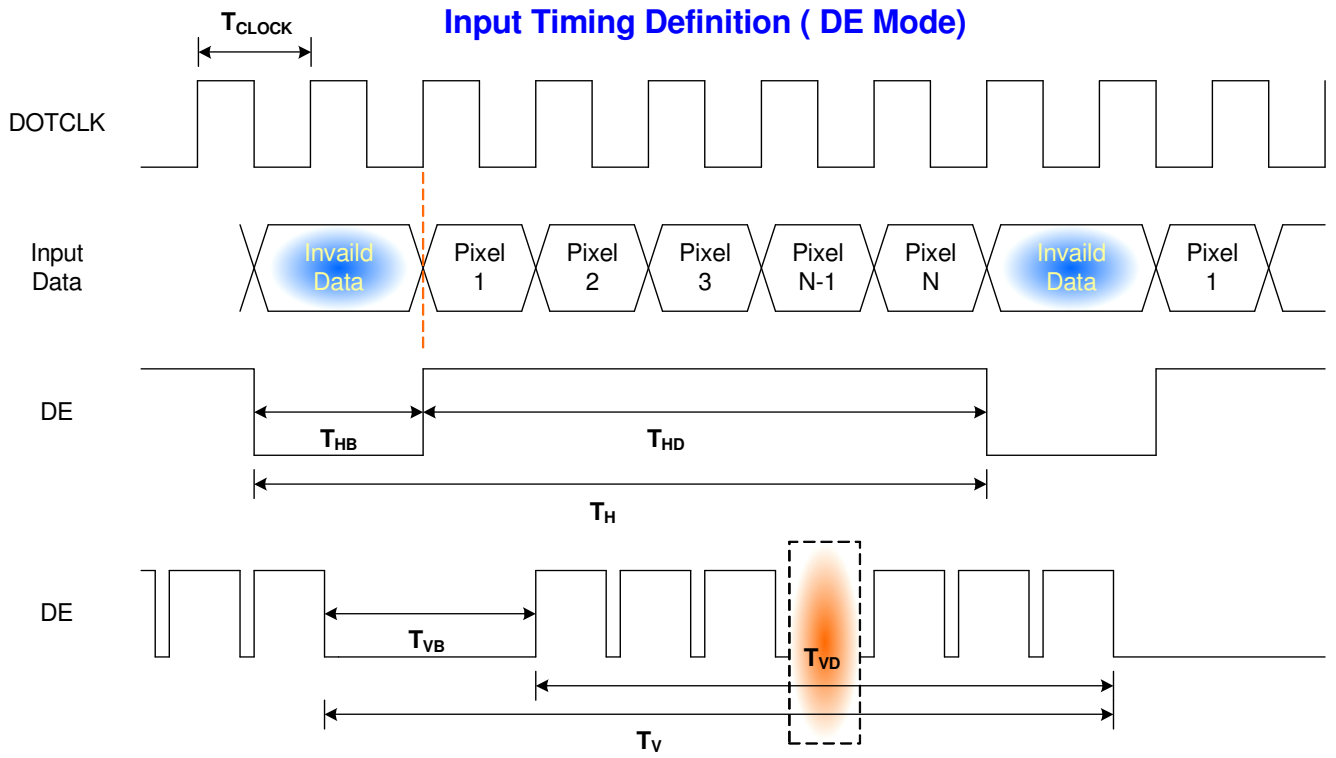 Input Timing Definition ( DE Mode)
TCLOCK
DOTCLK
Input
Data
Invaild
Data
Pixel
1
Pixel
2
Pixel
3
Pixel
N-1
Pixel
N
Invaild
Data
Pixel
1
DE
THB
THD
TH
DE
TVB
TVD
TV